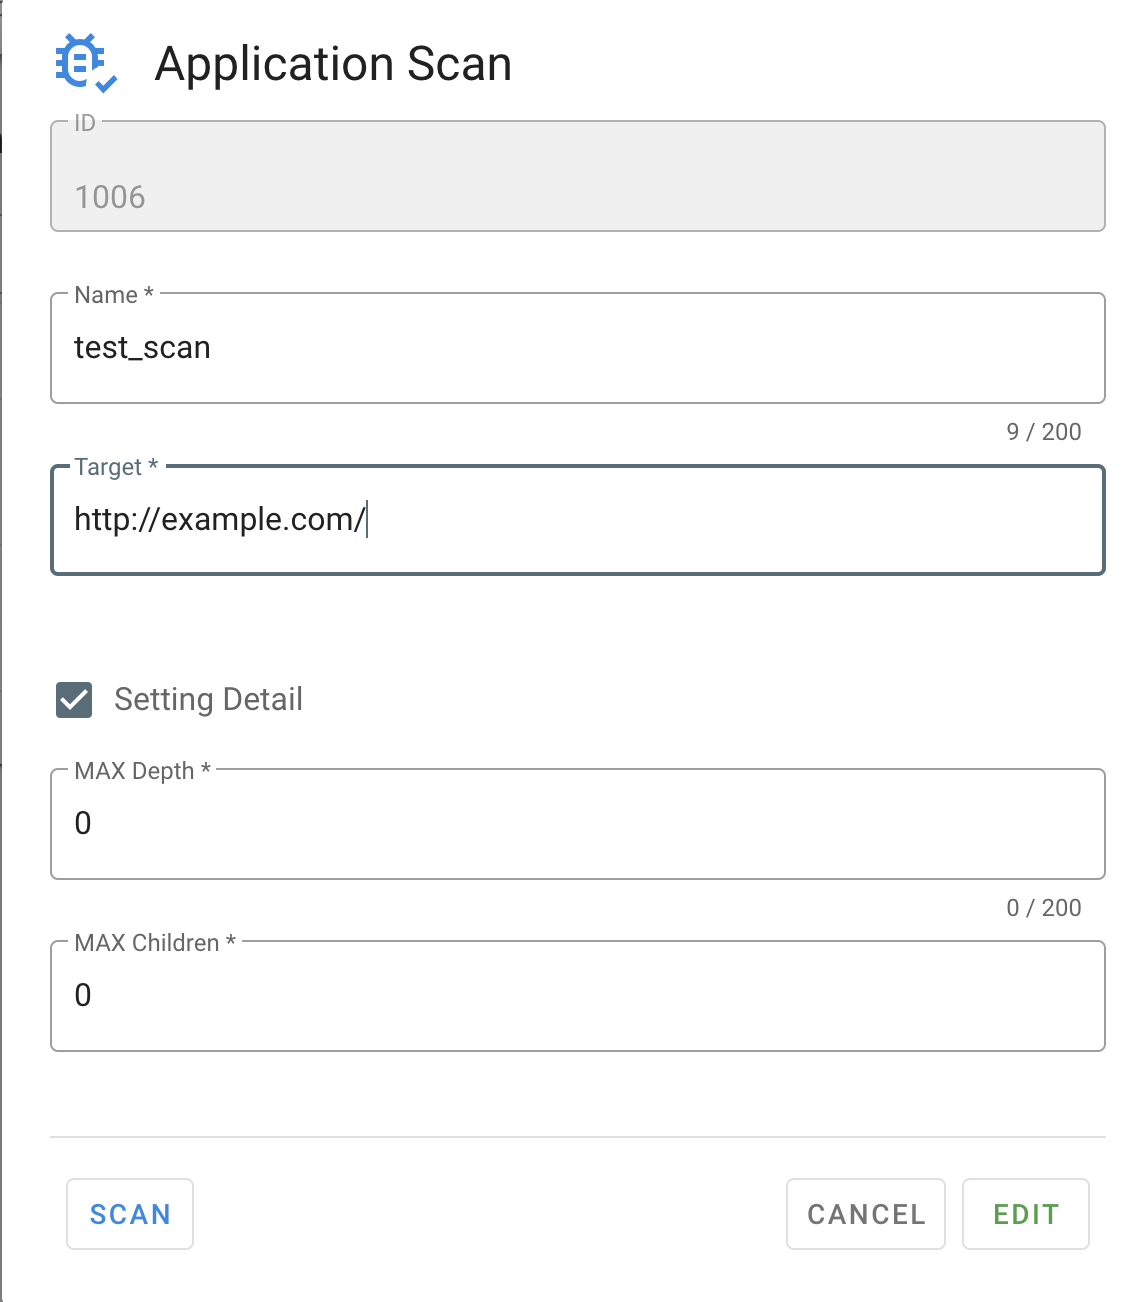 Application Scan
ID
1006
Name *
test_scan
9 / 200
Target *
http://example.com/
Setting Detail
MAX Depth *
0
0 / 200
MAX Children *
0
SCAN
CANCEL
EDIT